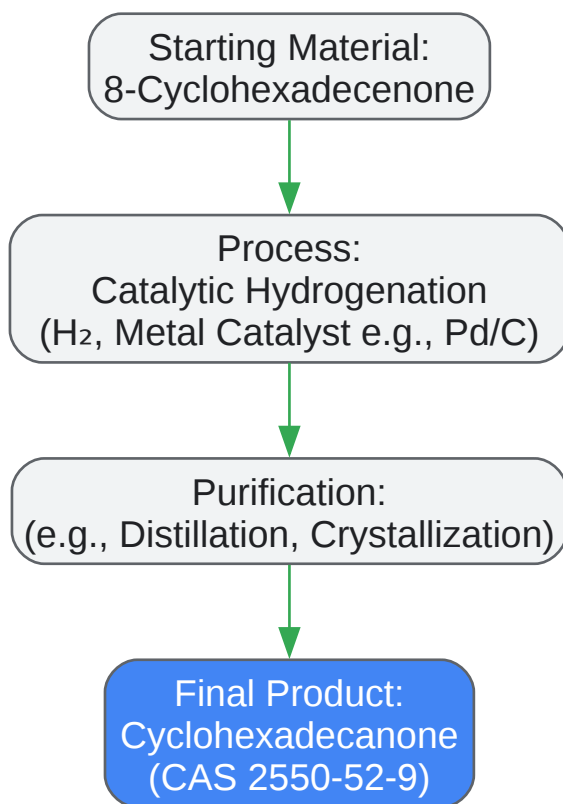 Starting Material:
8-Cyclohexadecenone
Process:
Catalytic Hydrogenation
(H₂, Metal Catalyst e.g., Pd/C)
Purification:
(e.g., Distillation, Crystallization)
Final Product:
Cyclohexadecanone
(CAS 2550-52-9)